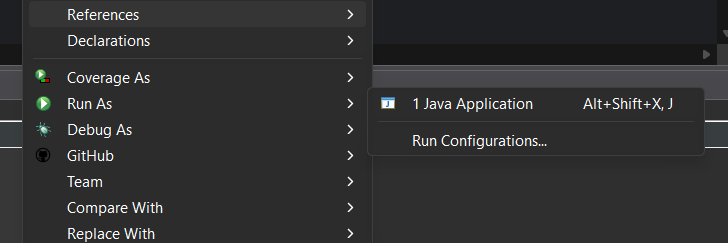 References
Declarations
Coverage As
Run As
1 Java Application Alt+Shift+X, J
Debug As
Run Configurations...
GitHub
Team
Compare With
Replace With